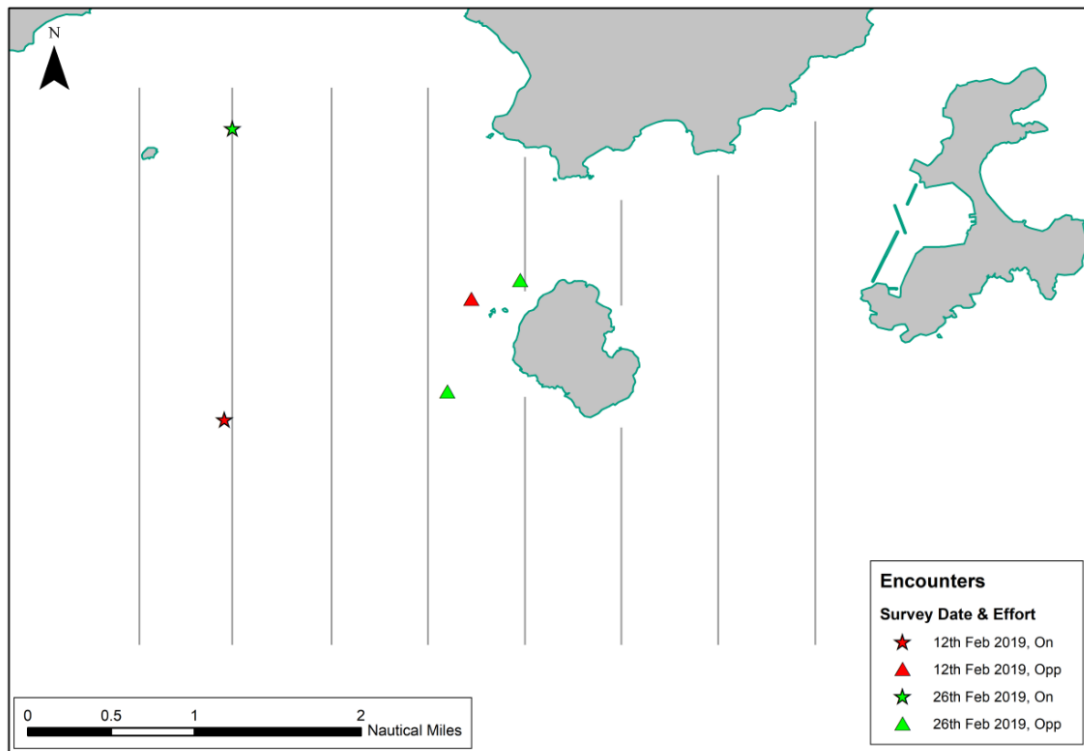 N
Encounters
Survey Date & Effort
12th Feb 2019, On
12th Feb 2019, Opp
26th Feb 2019, On
26th Feb 2019, Opp
0 0.5 1 2
Nautical Miles